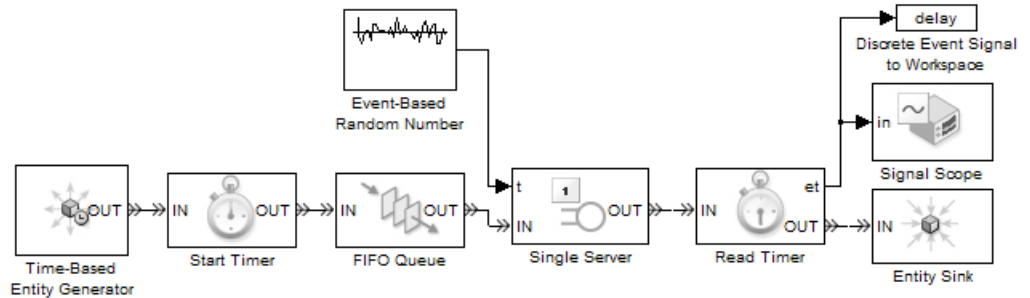 delay
Discrete Event Signal
to Workspace
Event-Based
Random Number
in
Signal Scope
OUT
Time-Based
Entity Generator
IN
OUT
Start Timer
IN
OUT
FIFO Queue
t
IN
1
OUT
Single Server
IN
et
OUT
Read Timer
IN
Entity Sink